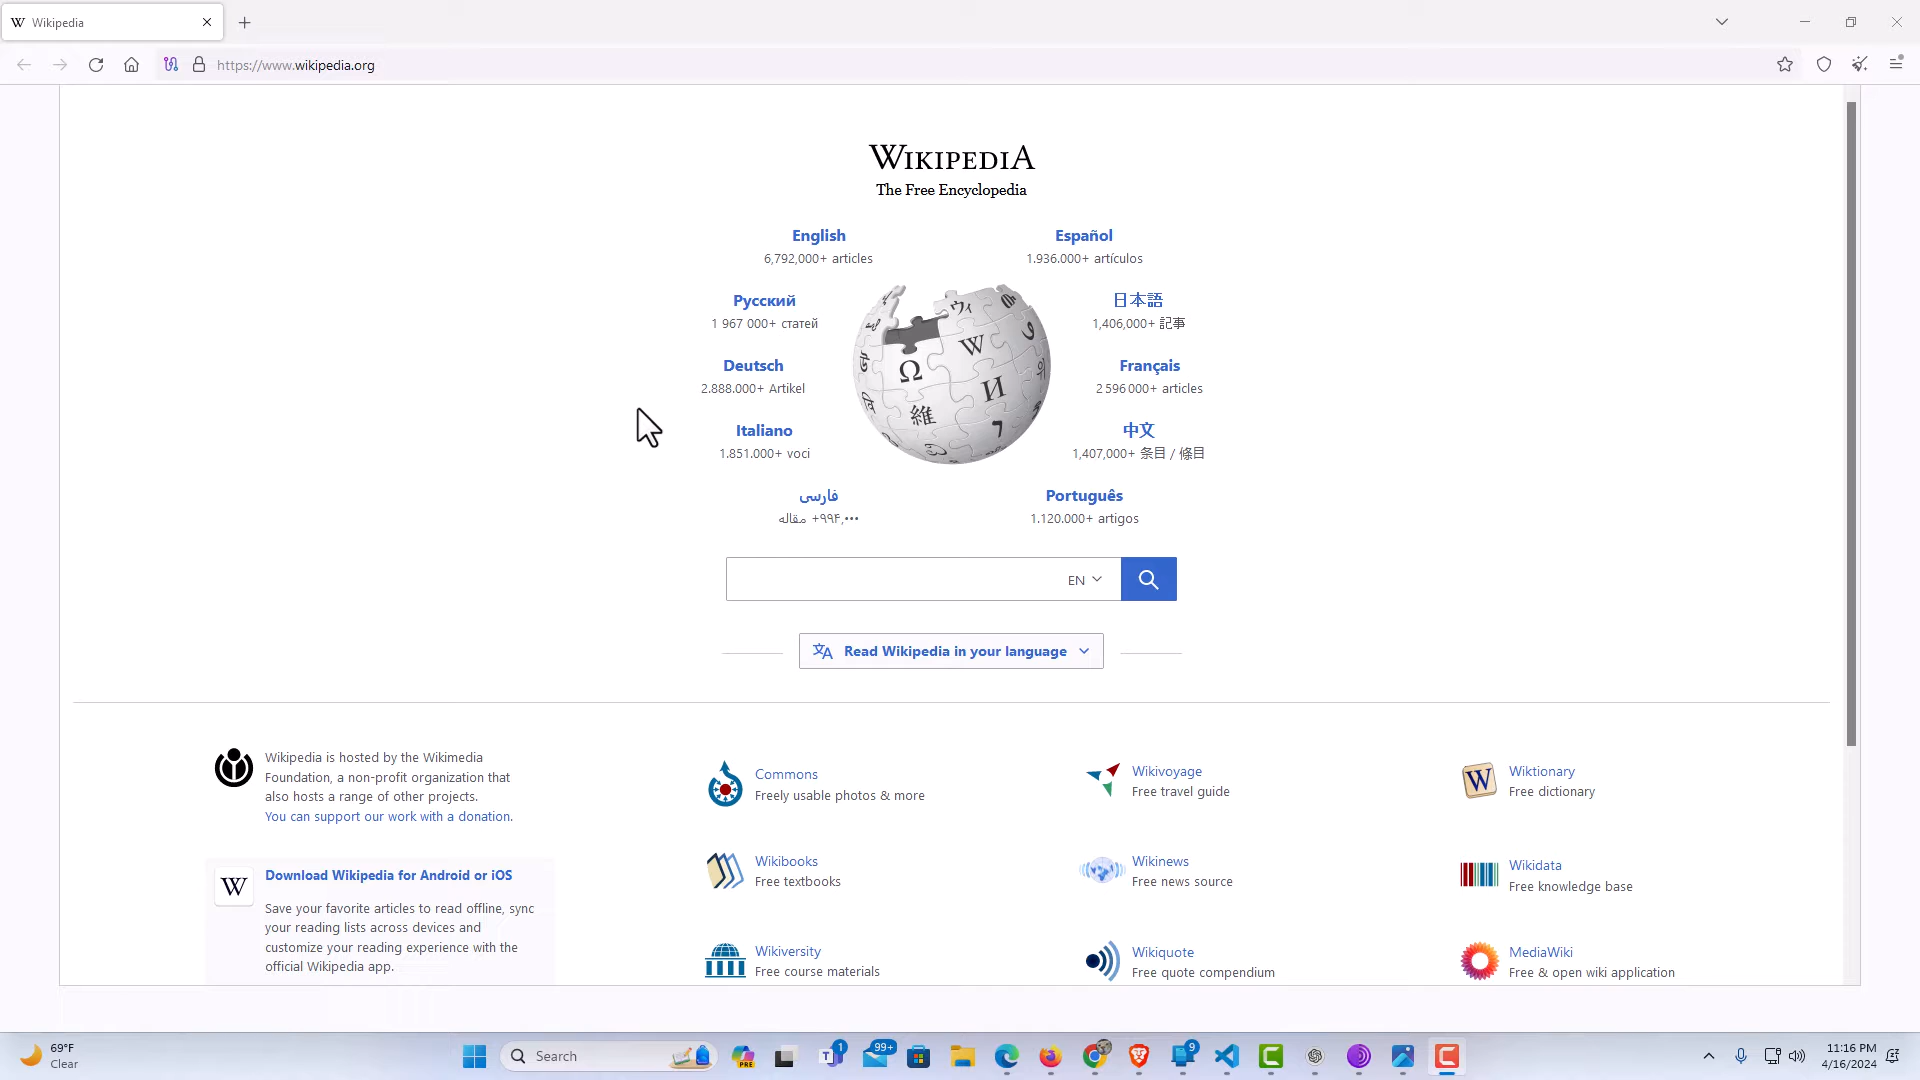 Wikipedia
https://www.wikipedia.org
WIKIPEDIA
The Free Encyclopedia
English
6,792,000+ articles
Español
1.936.000+ artículos
Русский
1 967 000+ статей
日本語
1,406,000+ 記事
Deutsch
2.888.000+ Artikel
Français
2 596 000+ articles
Italiano
1.851.000+ voci
中文
1,407,000+ 条目 / 條目
فارسی
۹۹۴٬۰۰۰+ مقاله
Português
1.120.000+ artigos
EN
Read Wikipedia in your language
Wikipedia is hosted by the Wikimedia
Foundation, a non-profit organization that
also hosts a range of other projects.
You can support our work with a donation.
Download Wikipedia for Android or iOS
Save your favorite articles to read offline, sync
your reading lists across devices and
customize your reading experience with the
official Wikipedia app.
Commons
Freely usable photos & more
Wikivoyage
Free travel guide
Wiktionary
Free dictionary
Wikibooks
Free textbooks
Wikinews
Free news source
Wikidata
Free knowledge base
Wikiversity
Free course materials
Wikiquote
Free quote compendium
MediaWiki
Free & open wiki application
69°F
Clear
Search
PRE
1
99+
9
11:16 PM
4/16/2024